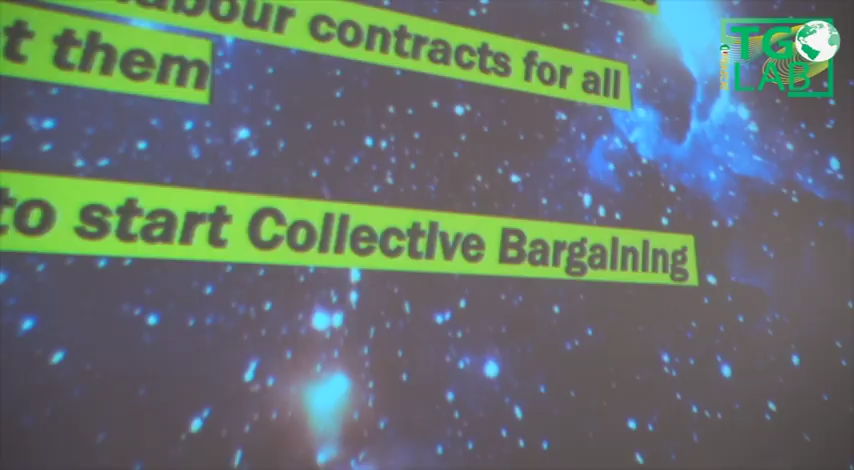 labour contracts for all
t them
to start Collective Bargaining
TG
LAB